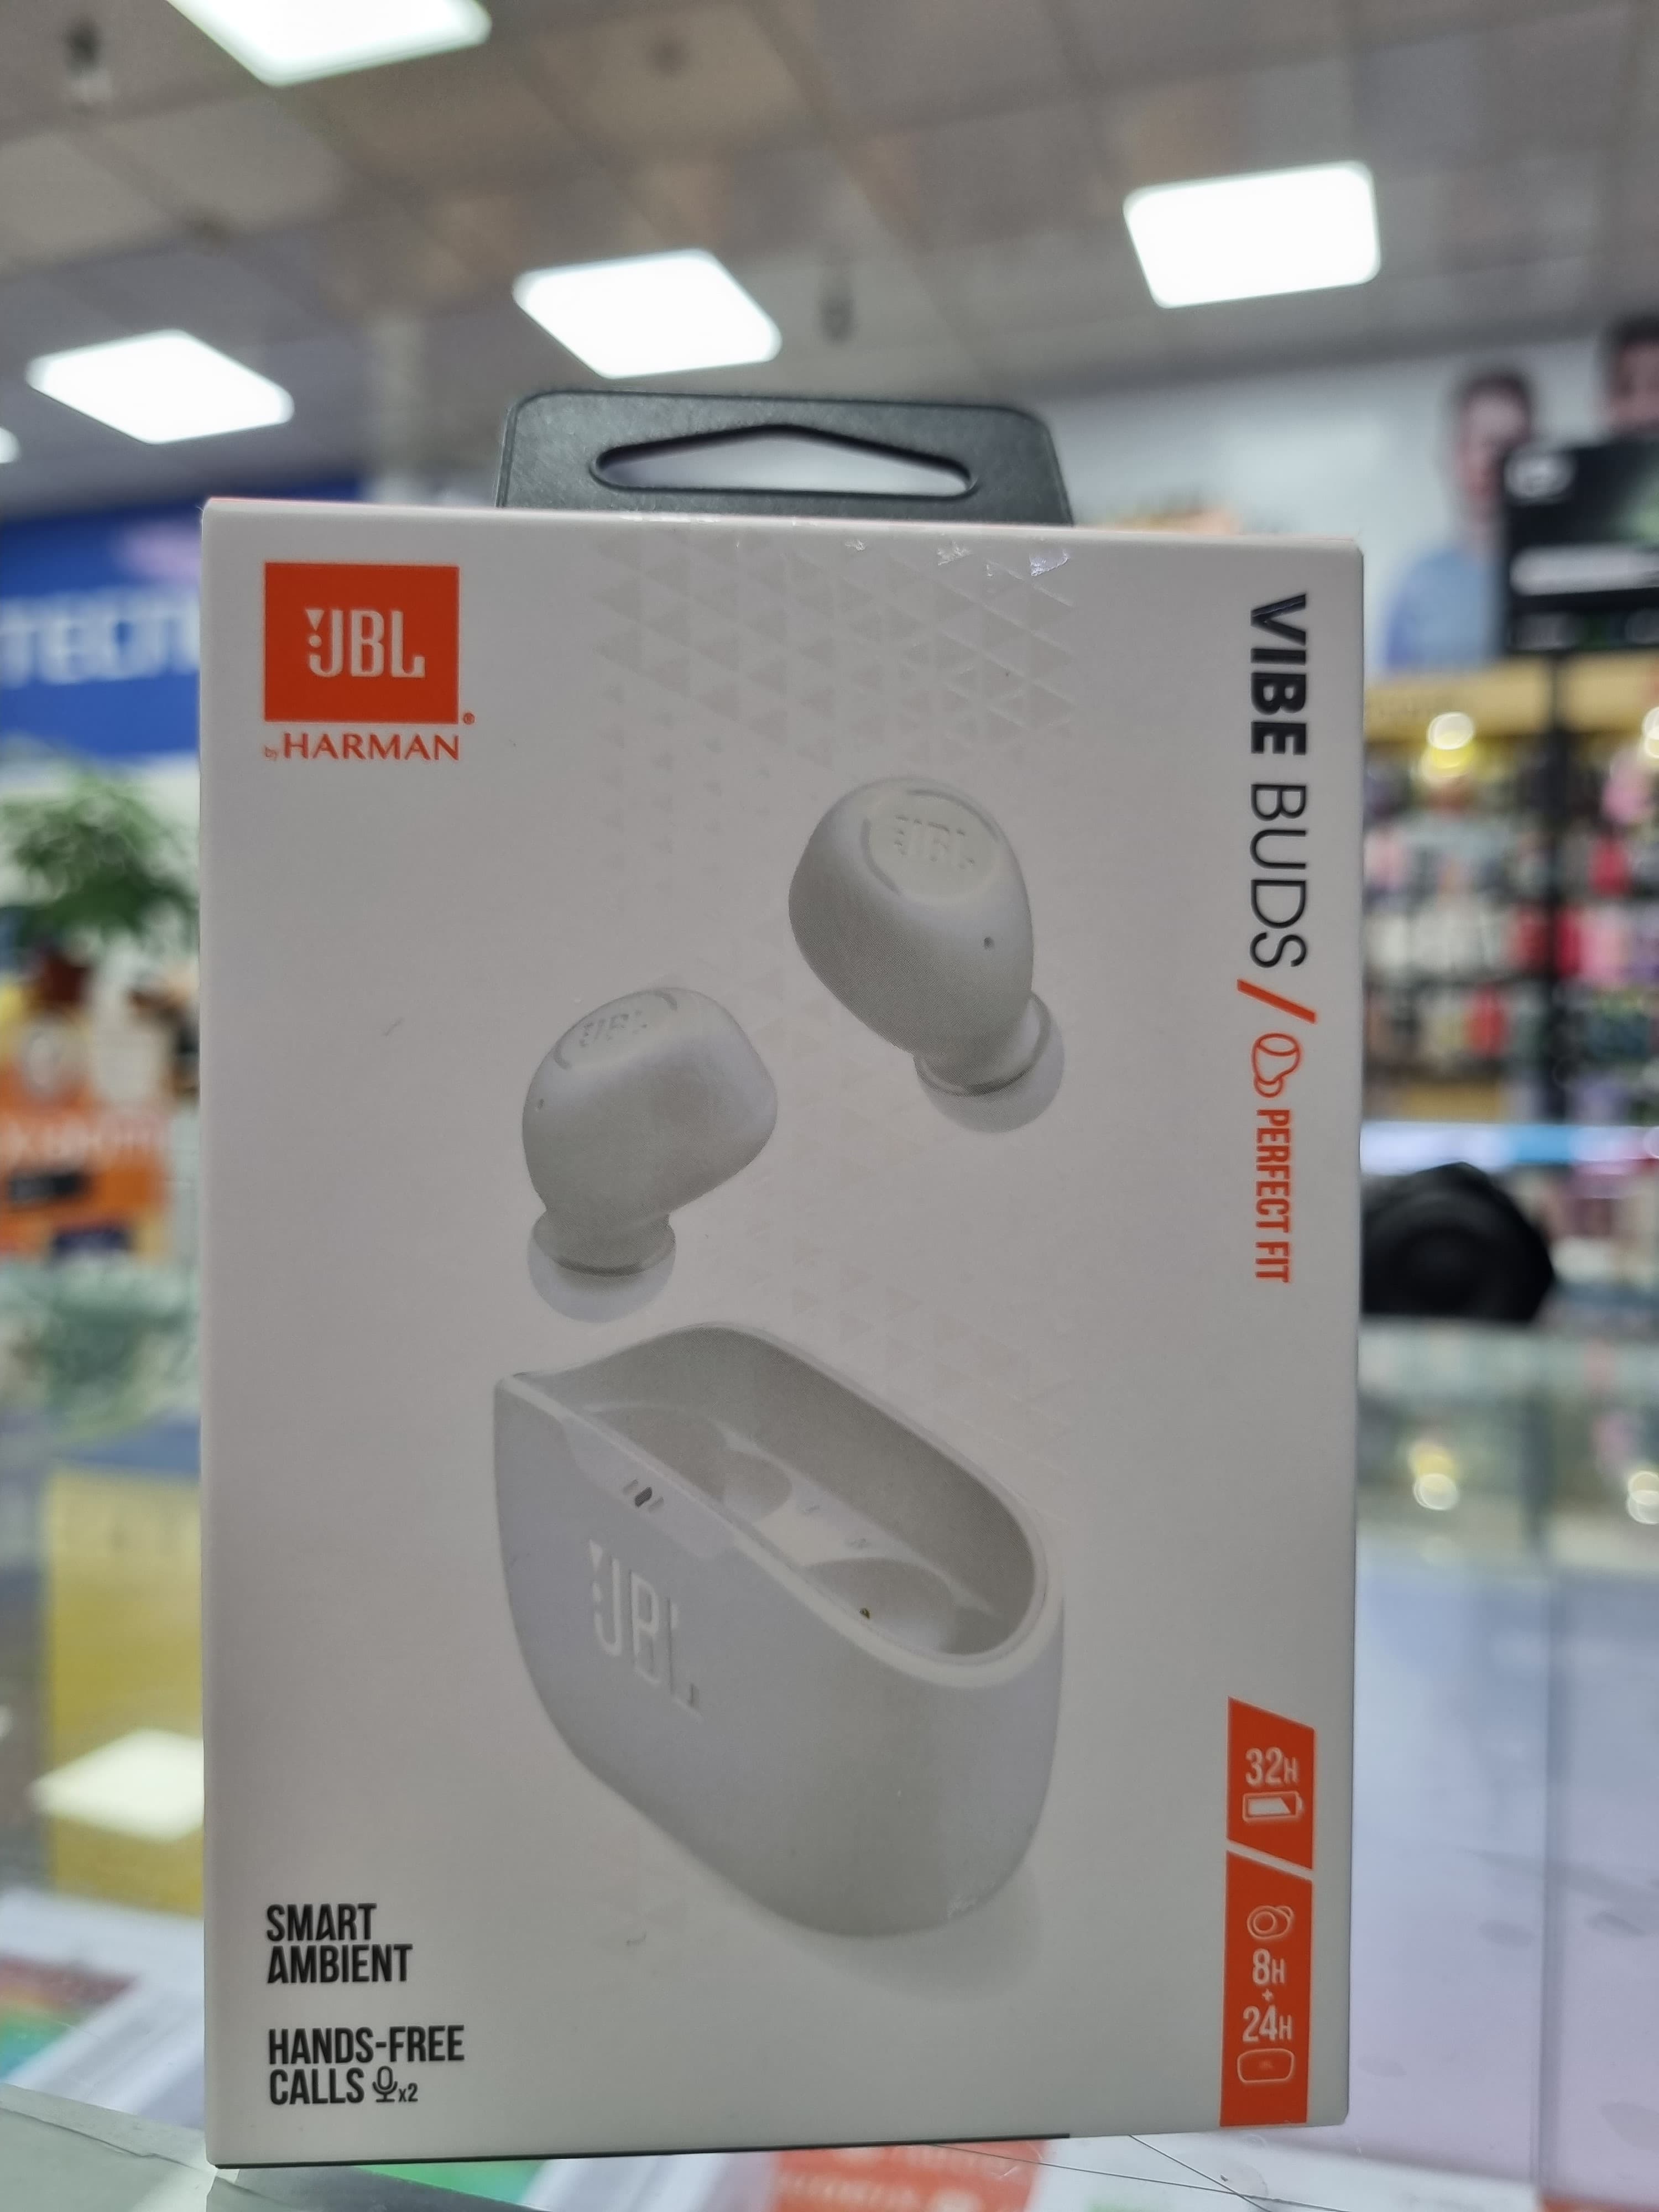 JBL
by HARMAN
VIBE BUDS / PERFECT FIT
JBL
JBL
JBL
32H
8H
+
24H
SMART
AMBIENT
HANDS-FREE
CALLS x2